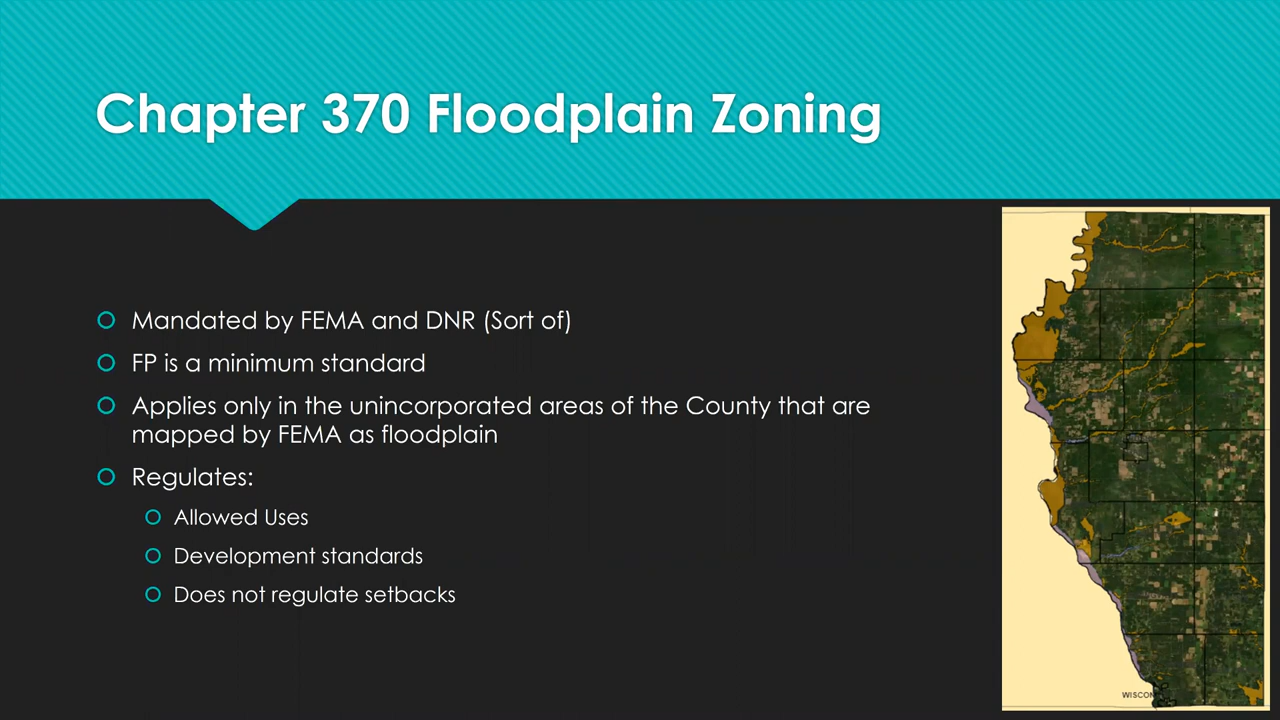 Chapter 370 Floodplain Zoning
Mandated by FEMA and DNR (Sort of)
FP is a minimum standard
Applies only in the unincorporated areas of the County that are
mapped by FEMA as floodplain
Regulates:
Allowed Uses
Development standards
Does not regulate setbacks
WISCON